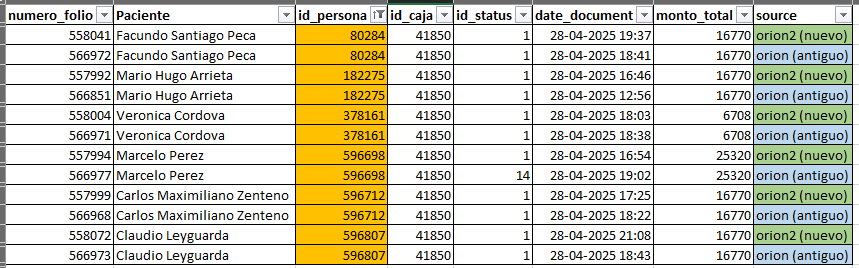 numero_folio Paciente id_persona id_caja id_status date_document monto_total source
558041 Facundo Santiago Peca 80284 41850 1 28-04-2025 19:37 16770 orion2 (nuevo)
566972 Facundo Santiago Peca 80284 41850 1 28-04-2025 18:41 16770 orion (antiguo)
557992 Mario Hugo Arrieta 182275 41850 1 28-04-2025 16:46 16770 orion2 (nuevo)
566851 Mario Hugo Arrieta 182275 41850 1 28-04-2025 12:56 16770 orion (antiguo)
558004 Veronica Cordova 378161 41850 1 28-04-2025 18:03 6708 orion2 (nuevo)
566971 Veronica Cordova 378161 41850 1 28-04-2025 18:38 6708 orion (antiguo)
557994 Marcelo Perez 596698 41850 1 28-04-2025 16:54 25320 orion2 (nuevo)
566977 Marcelo Perez 596698 41850 14 28-04-2025 19:02 25320 orion (antiguo)
557999 Carlos Maximiliano Zenteno 596712 41850 1 28-04-2025 17:25 16770 orion2 (nuevo)
566968 Carlos Maximiliano Zenteno 596712 41850 1 28-04-2025 18:22 16770 orion (antiguo)
558072 Claudio Leyguarda 596807 41850 1 28-04-2025 21:08 16770 orion2 (nuevo)
566973 Claudio Leyguarda 596807 41850 1 28-04-2025 18:43 16770 orion (antiguo)